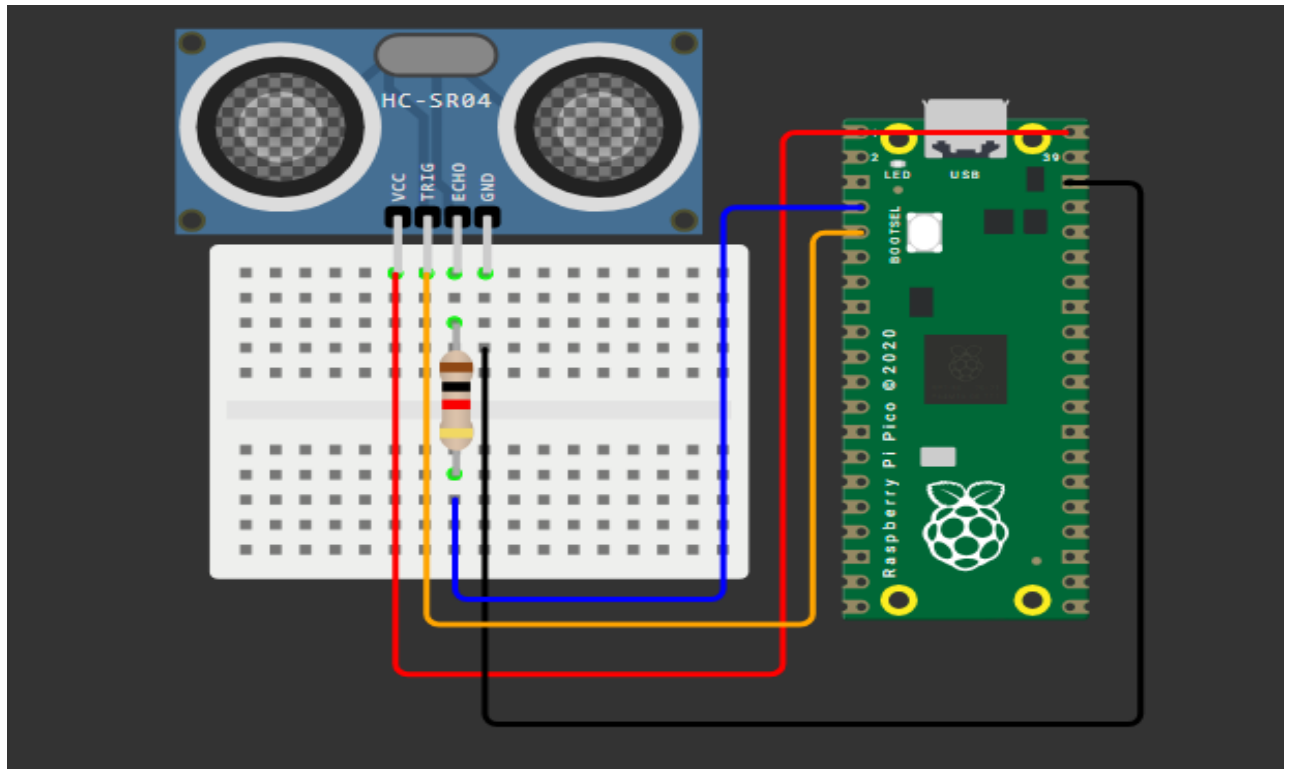 HC-SR04
VCC
TRIG
ECHO
GND
2
39
LED
USB
BOOTSEL
Raspberry Pi Pico ©2020